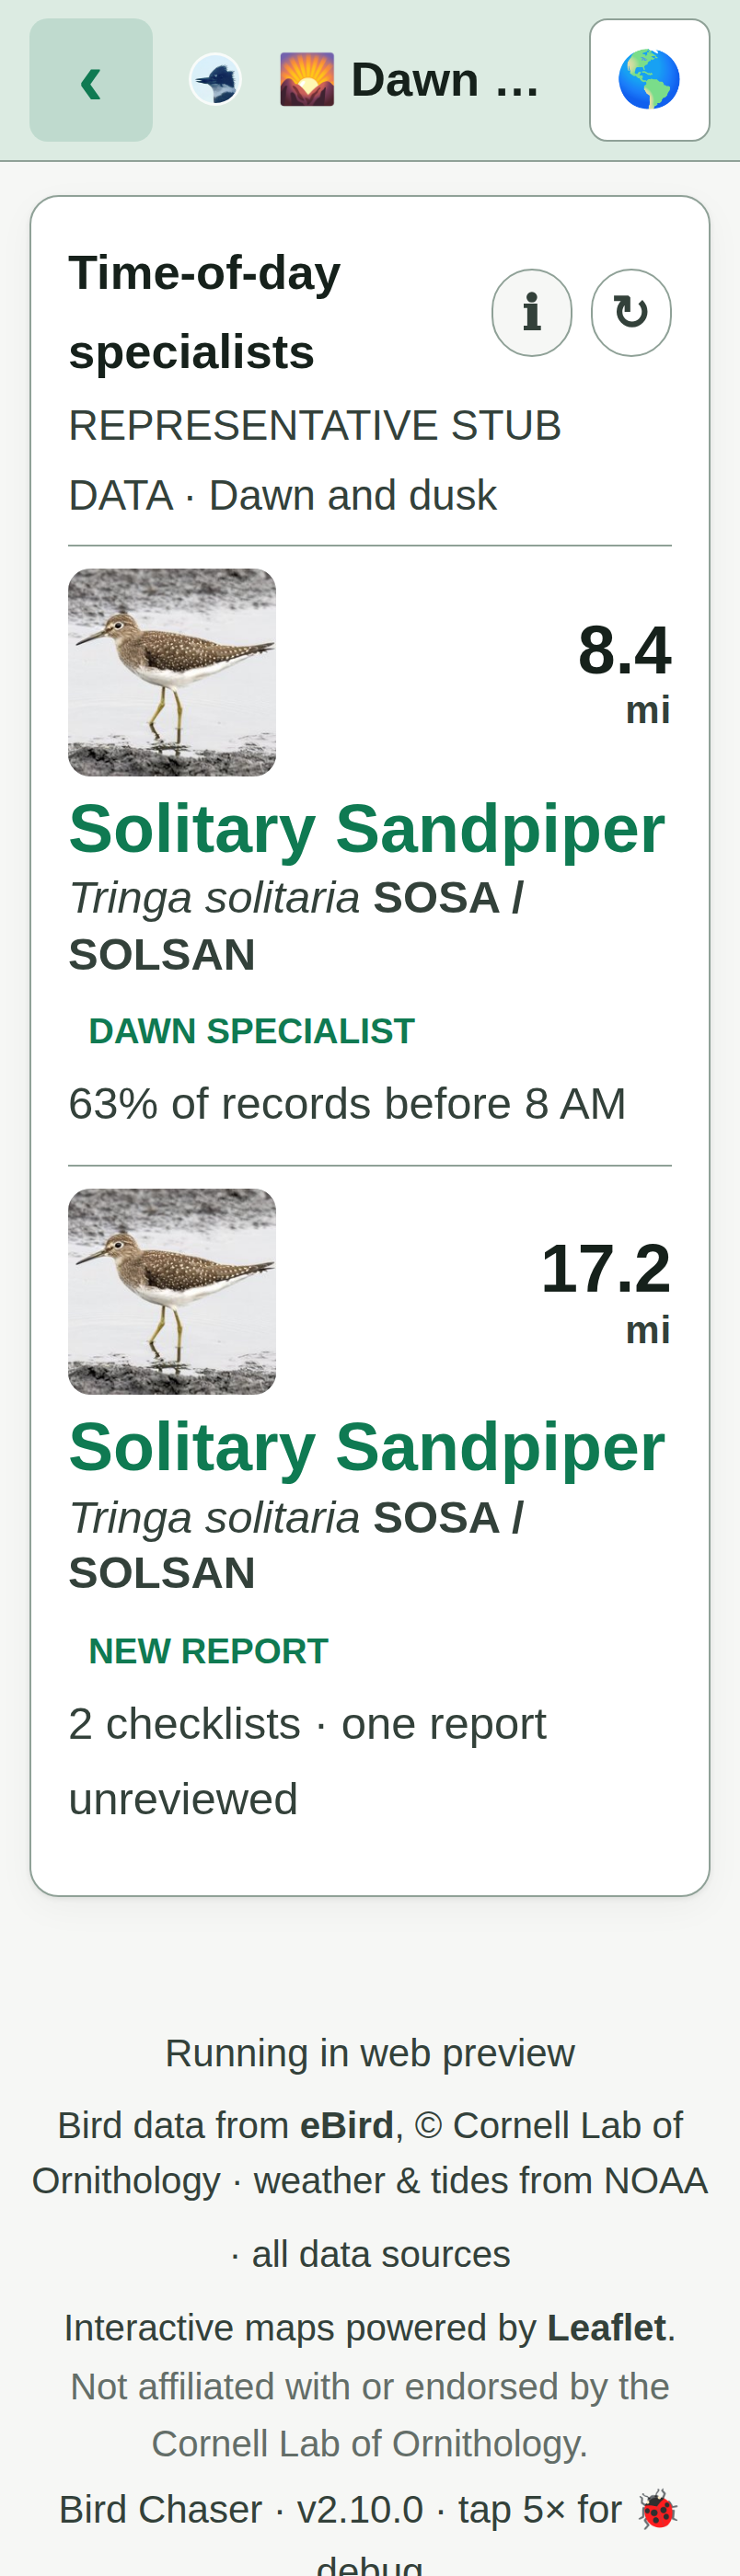 ‹ 🌄 Dawn …
Time-of-day
specialists
ℹ ↻
REPRESENTATIVE STUB
DATA · Dawn and dusk
8.4
mi
Solitary Sandpiper
Tringa solitaria SOSA /
SOLSAN
DAWN SPECIALIST
63% of records before 8 AM
17.2
mi
Solitary Sandpiper
Tringa solitaria SOSA /
SOLSAN
NEW REPORT
2 checklists · one report
unreviewed
Running in web preview
Bird data from eBird, © Cornell Lab of
Ornithology · weather & tides from NOAA
· all data sources
Interactive maps powered by Leaflet.
Not affiliated with or endorsed by the
Cornell Lab of Ornithology.
Bird Chaser · v2.10.0 · tap 5× for 🐞
debug